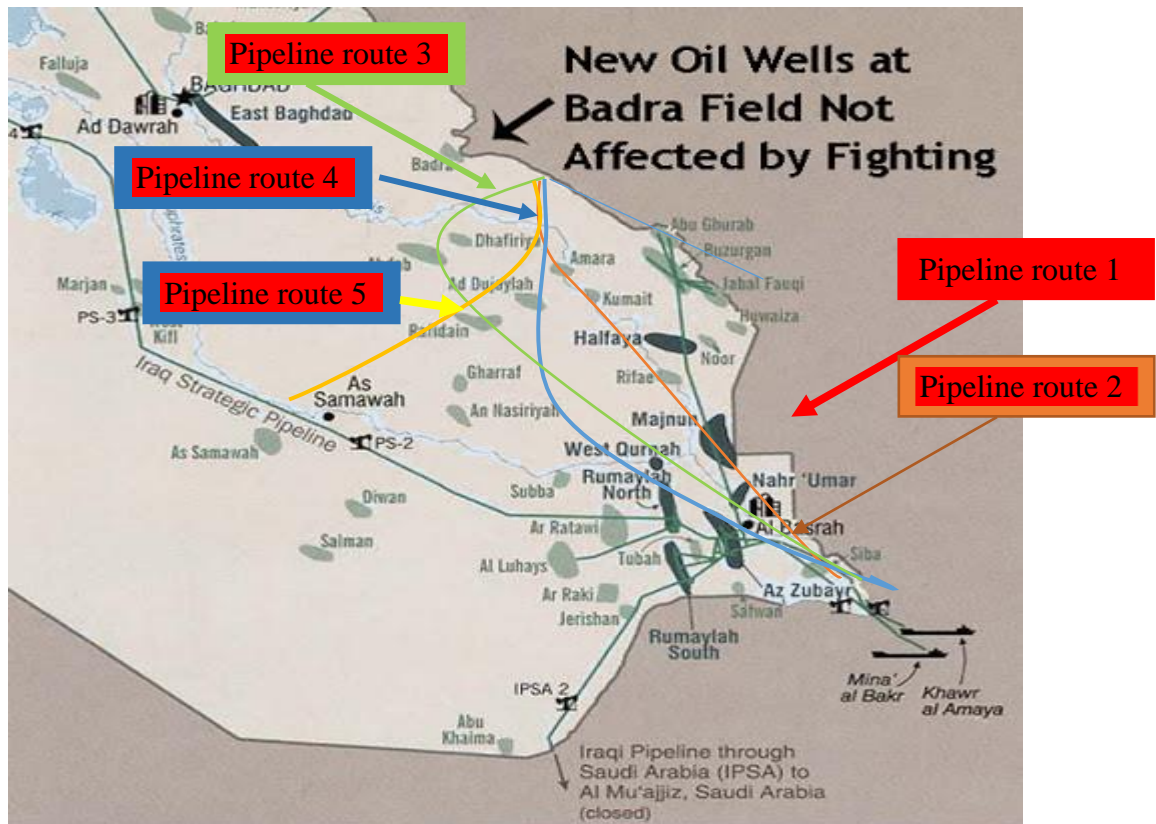 Pipeline route 3
New Oil Wells at
Badra Field Not
Affected by Fighting
Falluja
BAGHDAD
East Baghdad
Ad Dawrah
4
Badra
Pipeline route 4
Dhafiriya
Abu Ghurab
Buzurgan
Amara
Jabal Fauqi
Pipeline route 1
Marjan
Pipeline route 5
Ad Dujaylah
Kumait
Huwaiza
PS-3
West
Kifl
Rafidain
Halfaya
Noor
Iraq Strategic Pipeline
As
Samawah
Gharraf
Rifae
Pipeline route 2
An Nasiriyah
Majnun
As Samawah
PS-2
West Qurnah
Rumaylah
North
Nahr 'Umar
Subba
Diwan
Ar Ratawi
Al Basrah
Salman
Tubah
Siba
Al Luhays
Az Zubayr
Ar Raki
Safwan
Jerishan
Rumaylah
South
Mina'
al Bakr
Khawr
al Amaya
IPSA 2
Abu
Khaima
Iraqi Pipeline through
Saudi Arabia (IPSA) to
Al Mu'ajjiz, Saudi Arabia
(closed)